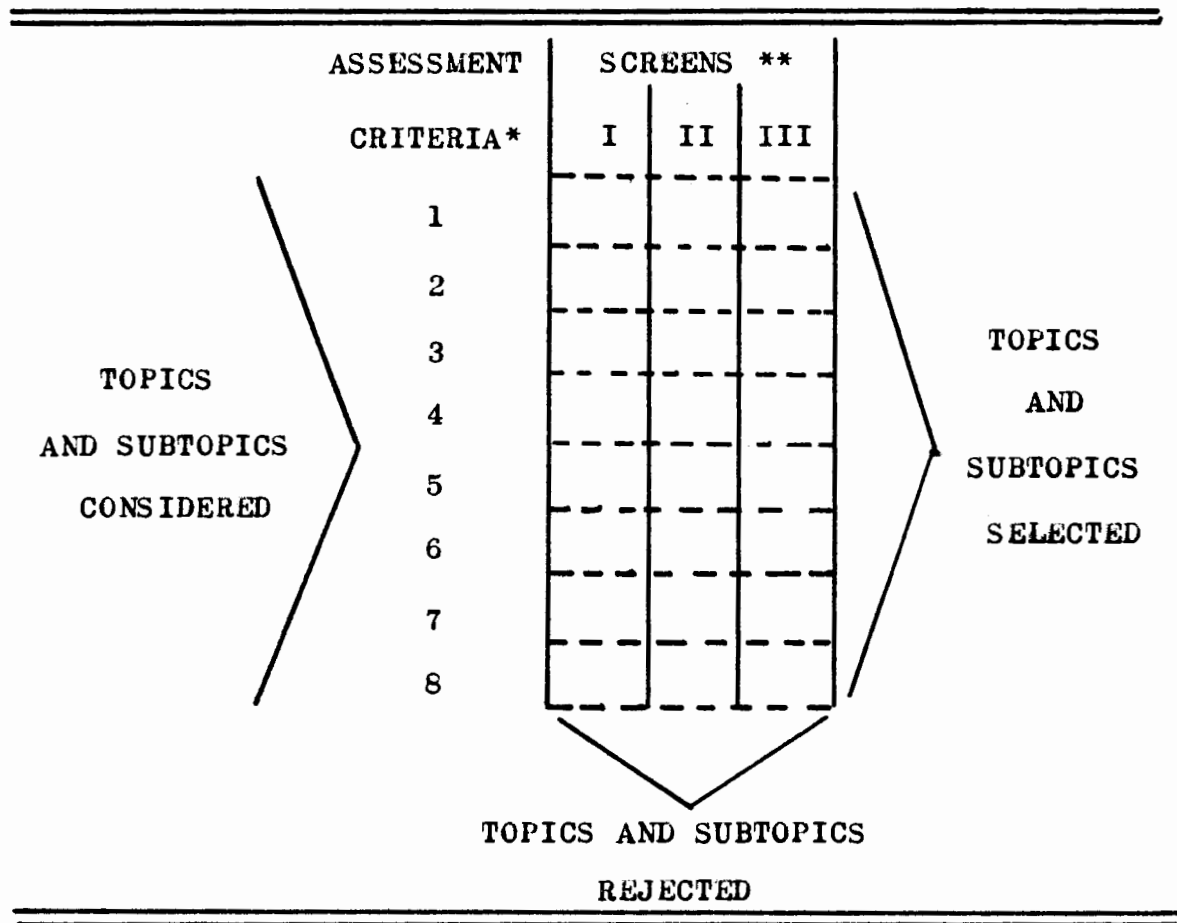 ASSESSMENT SCREENS **
CRITERIA* I II III
1
2
3
4
5
6
7
8
TOPICS
AND SUBTOPICS
CONSIDERED
TOPICS
AND
SUBTOPICS
SELECTED
TOPICS AND SUBTOPICS
REJECTED